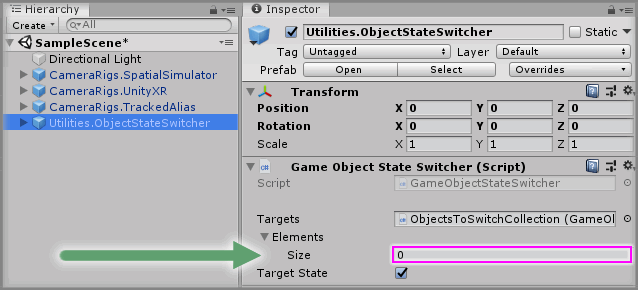 Hierarchy
Create
All
SampleScene*
Directional Light
CameraRigs.SpatialSimulator
CameraRigs.UnityXR
CameraRigs.TrackedAlias
Utilities.ObjectStateSwitcher
Inspector
Utilities.ObjectStateSwitcher
Static
Tag Untagged Layer Default
Prefab Open Select Overrides
Transform
Position X 0 Y 0 Z 0
Rotation X 0 Y 0 Z 0
Scale X 1 Y 1 Z 1
Game Object State Switcher (Script)
Script GameObjectStateSwitcher
Targets ObjectsToSwitchCollection (GameOl
Elements
Size 0
Target State